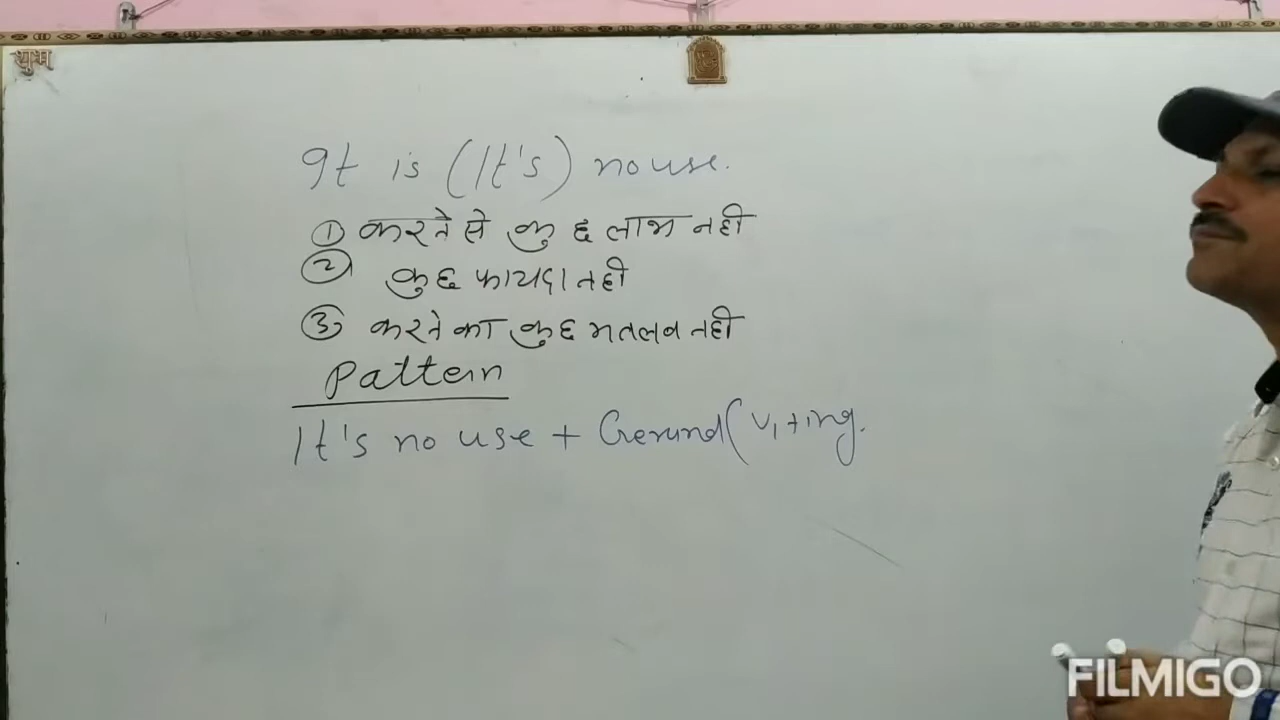 शुभ
It is (It's) no use.
① करने से कुछ लाभ नही
② कुछ फायदा नही
③ करने का कुछ मतलब नही
Pattern
It's no use + Gerund (V1+ing.
FILMIGO